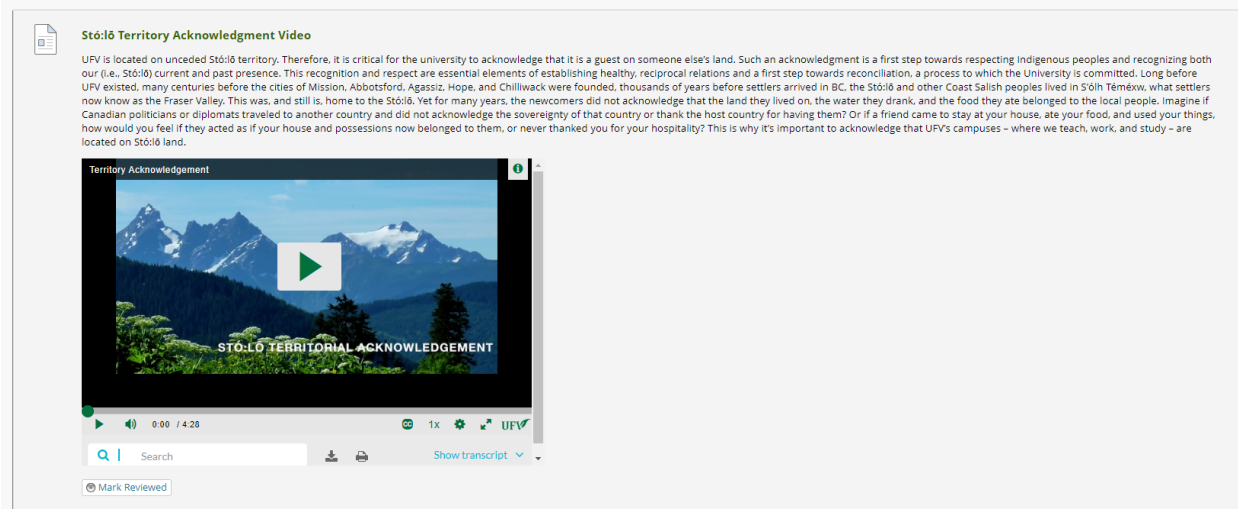 Stó:lō Territory Acknowledgment Video
UFV is located on unceded Stó:lō territory. Therefore, it is critical for the university to acknowledge that it is a guest on someone else's land. Such an acknowledgment is a first step towards respecting Indigenous peoples and recognizing both
our (i.e., Stó:lō) current and past presence. This recognition and respect are essential elements of establishing healthy, reciprocal relations and a first step towards reconciliation, a process to which the University is committed. Long before
UFV existed, many centuries before the cities of Mission, Abbotsford, Agassiz, Hope, and Chilliwack were founded, thousands of years before settlers arrived in BC, the Stó:lō and other Coast Salish peoples lived in S'ólh Téméxw, what settlers
now know as the Fraser Valley. This was, and still is, home to the Stó:lō. Yet for many years, the newcomers did not acknowledge that the land they lived on, the water they drank, and the food they ate belonged to the local people. Imagine if
Canadian politicians or diplomats traveled to another country and did not acknowledge the sovereignty of that country or thank the host country for having them? Or if a friend came to stay at your house, ate your food, and used your things,
how would you feel if they acted as if your house and possessions now belonged to them, or never thanked you for your hospitality? This is why it's important to acknowledge that UFV's campuses – where we teach, work, and study – are
located on Stó:lō land.
Territory Acknowledgement
STÓ:LŌ TERRITORIAL ACKNOWLEDGEMENT
0:00 / 4:28 CC 1x UFV
Search Show transcript
Mark Reviewed